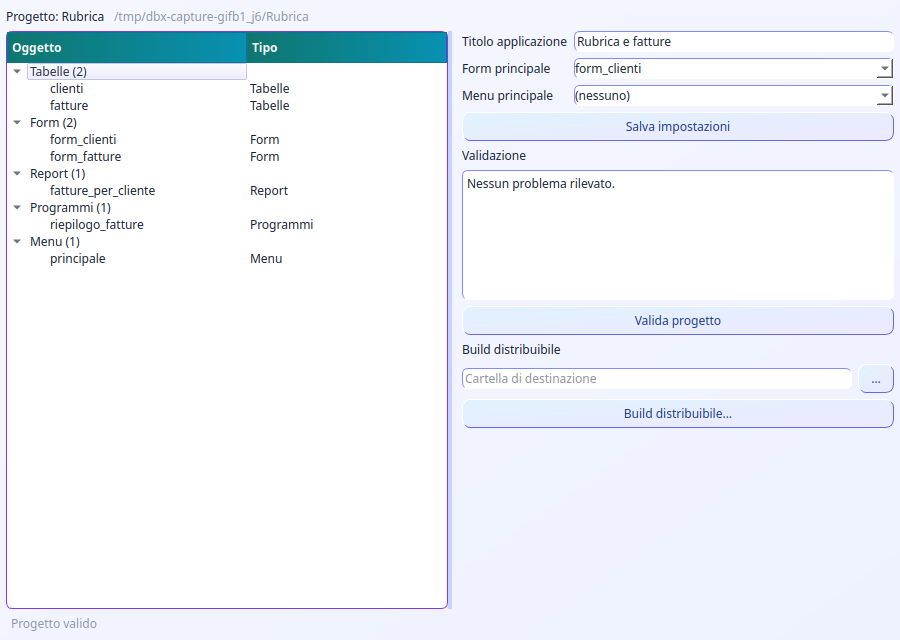 Progetto: Rubrica /tmp/dbx-capture-gifb1_j6/Rubrica
Oggetto Tipo
Tabelle (2)
clienti Tabelle
fatture Tabelle
Form (2)
form_clienti Form
form_fatture Form
Report (1)
fatture_per_cliente Report
Programmi (1)
riepilogo_fatture Programmi
Menu (1)
principale Menu
Titolo applicazione Rubrica e fatture
Form principale form_clienti
Menu principale (nessuno)
Salva impostazioni
Validazione
Nessun problema rilevato.
Valida progetto
Build distribuibile
Cartella di destinazione ...
Build distribuibile...
Progetto valido